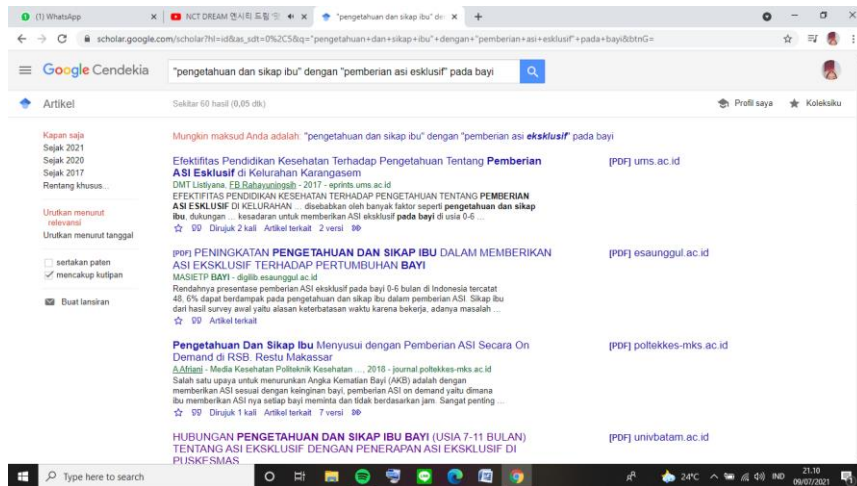 (1) WhatsApp
NCT DREAM 엔시티 드림
"pengetahuan dan sikap ibu" de
scholar.google.com/scholar?hl=id&as_sdt=0%2C5&q="pengetahuan+dan+sikap+ibu"+dengan+"pemberian+asi+esklusif"+pada+bayi&btnG=
Google Cendekia
"pengetahuan dan sikap ibu" dengan "pemberian asi esklusif" pada bayi
Artikel
Sekitar 60 hasil (0,05 dtk)
Profil saya
Koleksiku
Kapan saja
Sejak 2021
Sejak 2020
Sejak 2017
Rentang khusus...
Urutkan menurut
relevansi
Urutkan menurut tanggal
sertakan paten
mencakup kutipan
Buat lansiran
Mungkin maksud Anda adalah: "pengetahuan dan sikap ibu" dengan "pemberian asi eksklusif" pada bayi
Efektifitas Pendidikan Kesehatan Terhadap Pengetahuan Tentang Pemberian
ASI Esklusif di Kelurahan Karangasem
DMT Listiyana, FB Rahayuningsih - 2017 - eprints.ums.ac.id
EFEKTIFITAS PENDIDIKAN KESEHATAN TERHADAP PENGETAHUAN TENTANG PEMBERIAN
ASI ESKLUSIF DI KELURAHAN ... disebabkan oleh banyak faktor seperti pengetahuan dan sikap
ibu, dukungan ... kesadaran untuk memberikan ASI eksklusif pada bayi di usia 0-6 ...
Dirujuk 2 kali Artikel terkait 2 versi
[PDF] ums.ac.id
[PDF] PENINGKATAN PENGETAHUAN DAN SIKAP IBU DALAM MEMBERIKAN
ASI EKSKLUSIF TERHADAP PERTUMBUHAN BAYI
MASIETP BAYI - digilib.esaunggul.ac.id
Rendahnya presentase pemberian ASI eksklusif pada bayi 0-6 bulan di Indonesia tercatat
48, 6% dapat berdampak pada pengetahuan dan sikap ibu dalam pemberian ASI. Sikap ibu
dari hasil survey awal yaitu alasan keterbatasan waktu karena bekerja, adanya masalah ...
Artikel terkait
[PDF] esaunggul.ac.id
Pengetahuan Dan Sikap Ibu Menyusui dengan Pemberian ASI Secara On
Demand di RSB. Restu Makassar
A Afriani - Media Kesehatan Politeknik Kesehatan ..., 2018 - journal.poltekkes-mks.ac.id
Salah satu upaya untuk menurunkan Angka Kematian Bayi (AKB) adalah dengan
memberikan ASI sesuai dengan keinginan bayi, pemberian ASI on demand yaitu dimana
ibu memberikan ASI nya setiap bayi meminta dan tidak berdasarkan jam. Sangat penting ...
Dirujuk 1 kali Artikel terkait 7 versi
[PDF] poltekkes-mks.ac.id
HUBUNGAN PENGETAHUAN DAN SIKAP IBU BAYI (USIA 7-11 BULAN)
TENTANG ASI EKSKLUSIF DENGAN PENERAPAN ASI EKSKLUSIF DI
PUSKESMAS
[PDF] univbatam.ac.id
Type here to search
24°C
IND
21.10
09/07/2021